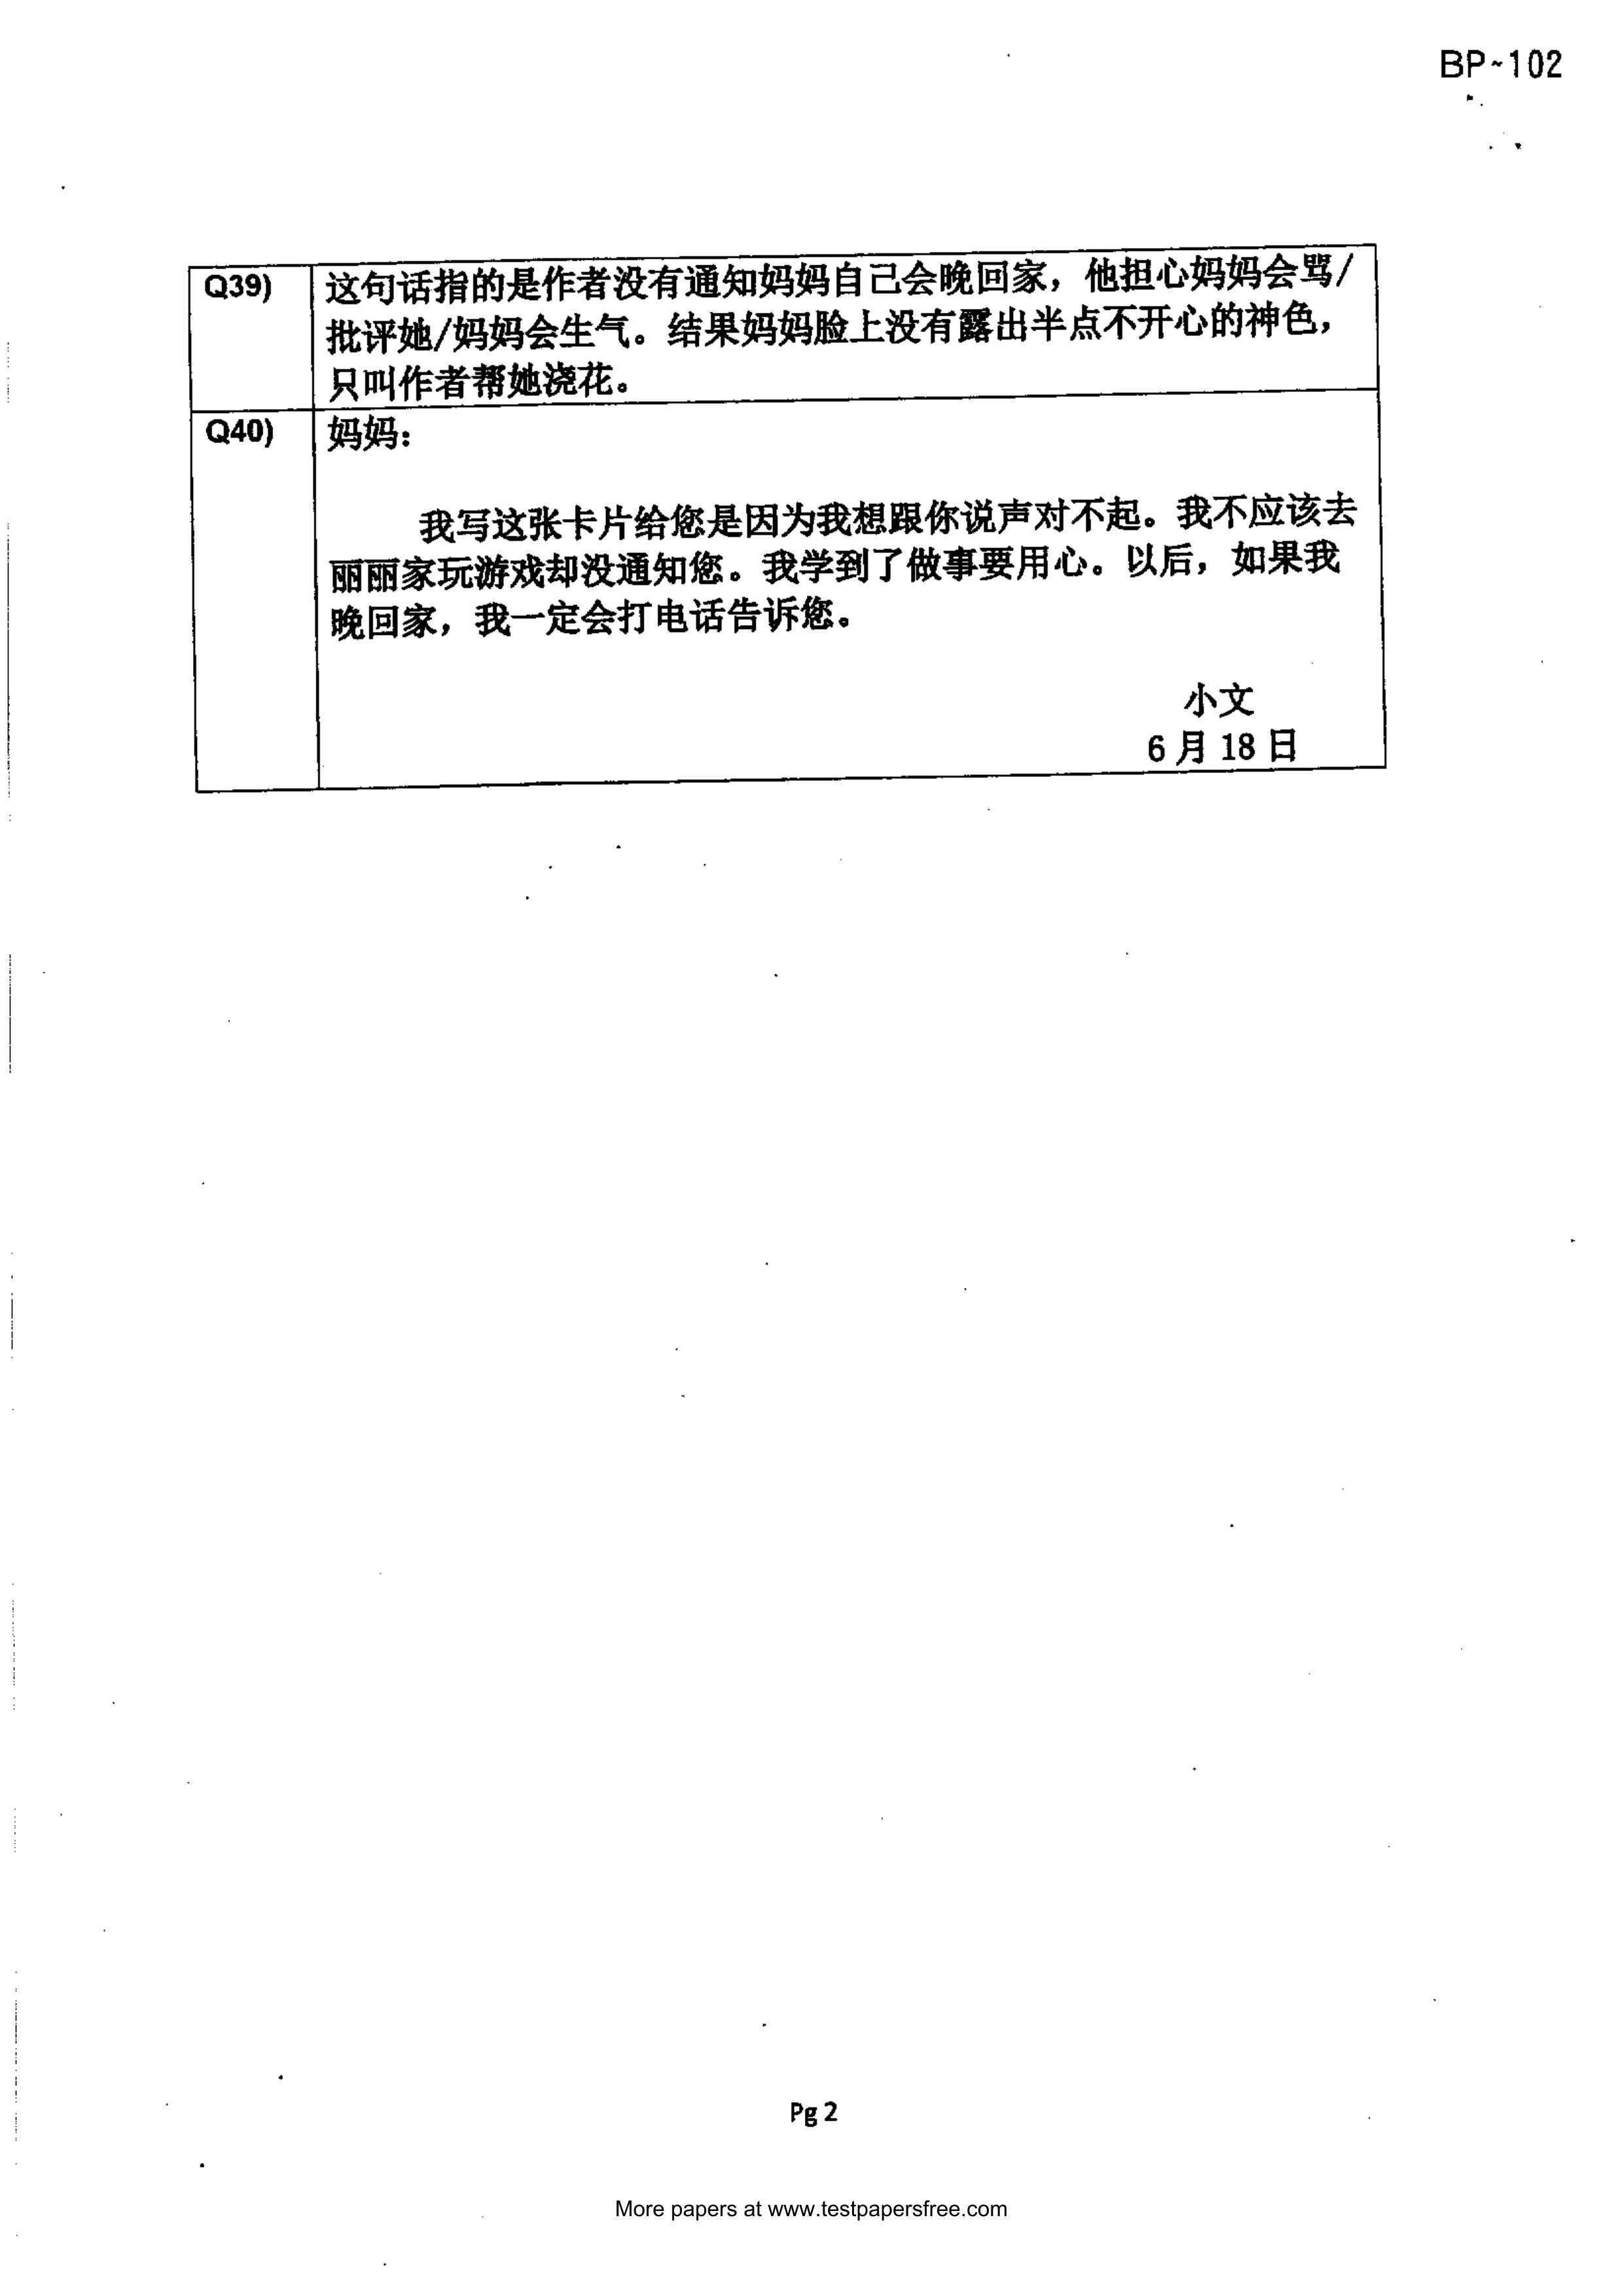 BP~102
Q39) 这句话指的是作者没有通知妈妈自己会晚回家，他担心妈妈会骂/
批评她/妈妈会生气。结果妈妈脸上没有露出半点不开心的神色，
只叫作者帮她浇花。
Q40) 妈妈：
我写这张卡片给您是因为我想跟你说声对不起。我不应该去
丽丽家玩游戏却没通知您。我学到了做事要用心。以后，如果我
晚回家，我一定会打电话告诉您。
小文
6 月 18 日
Pg 2
More papers at www.testpapersfree.com